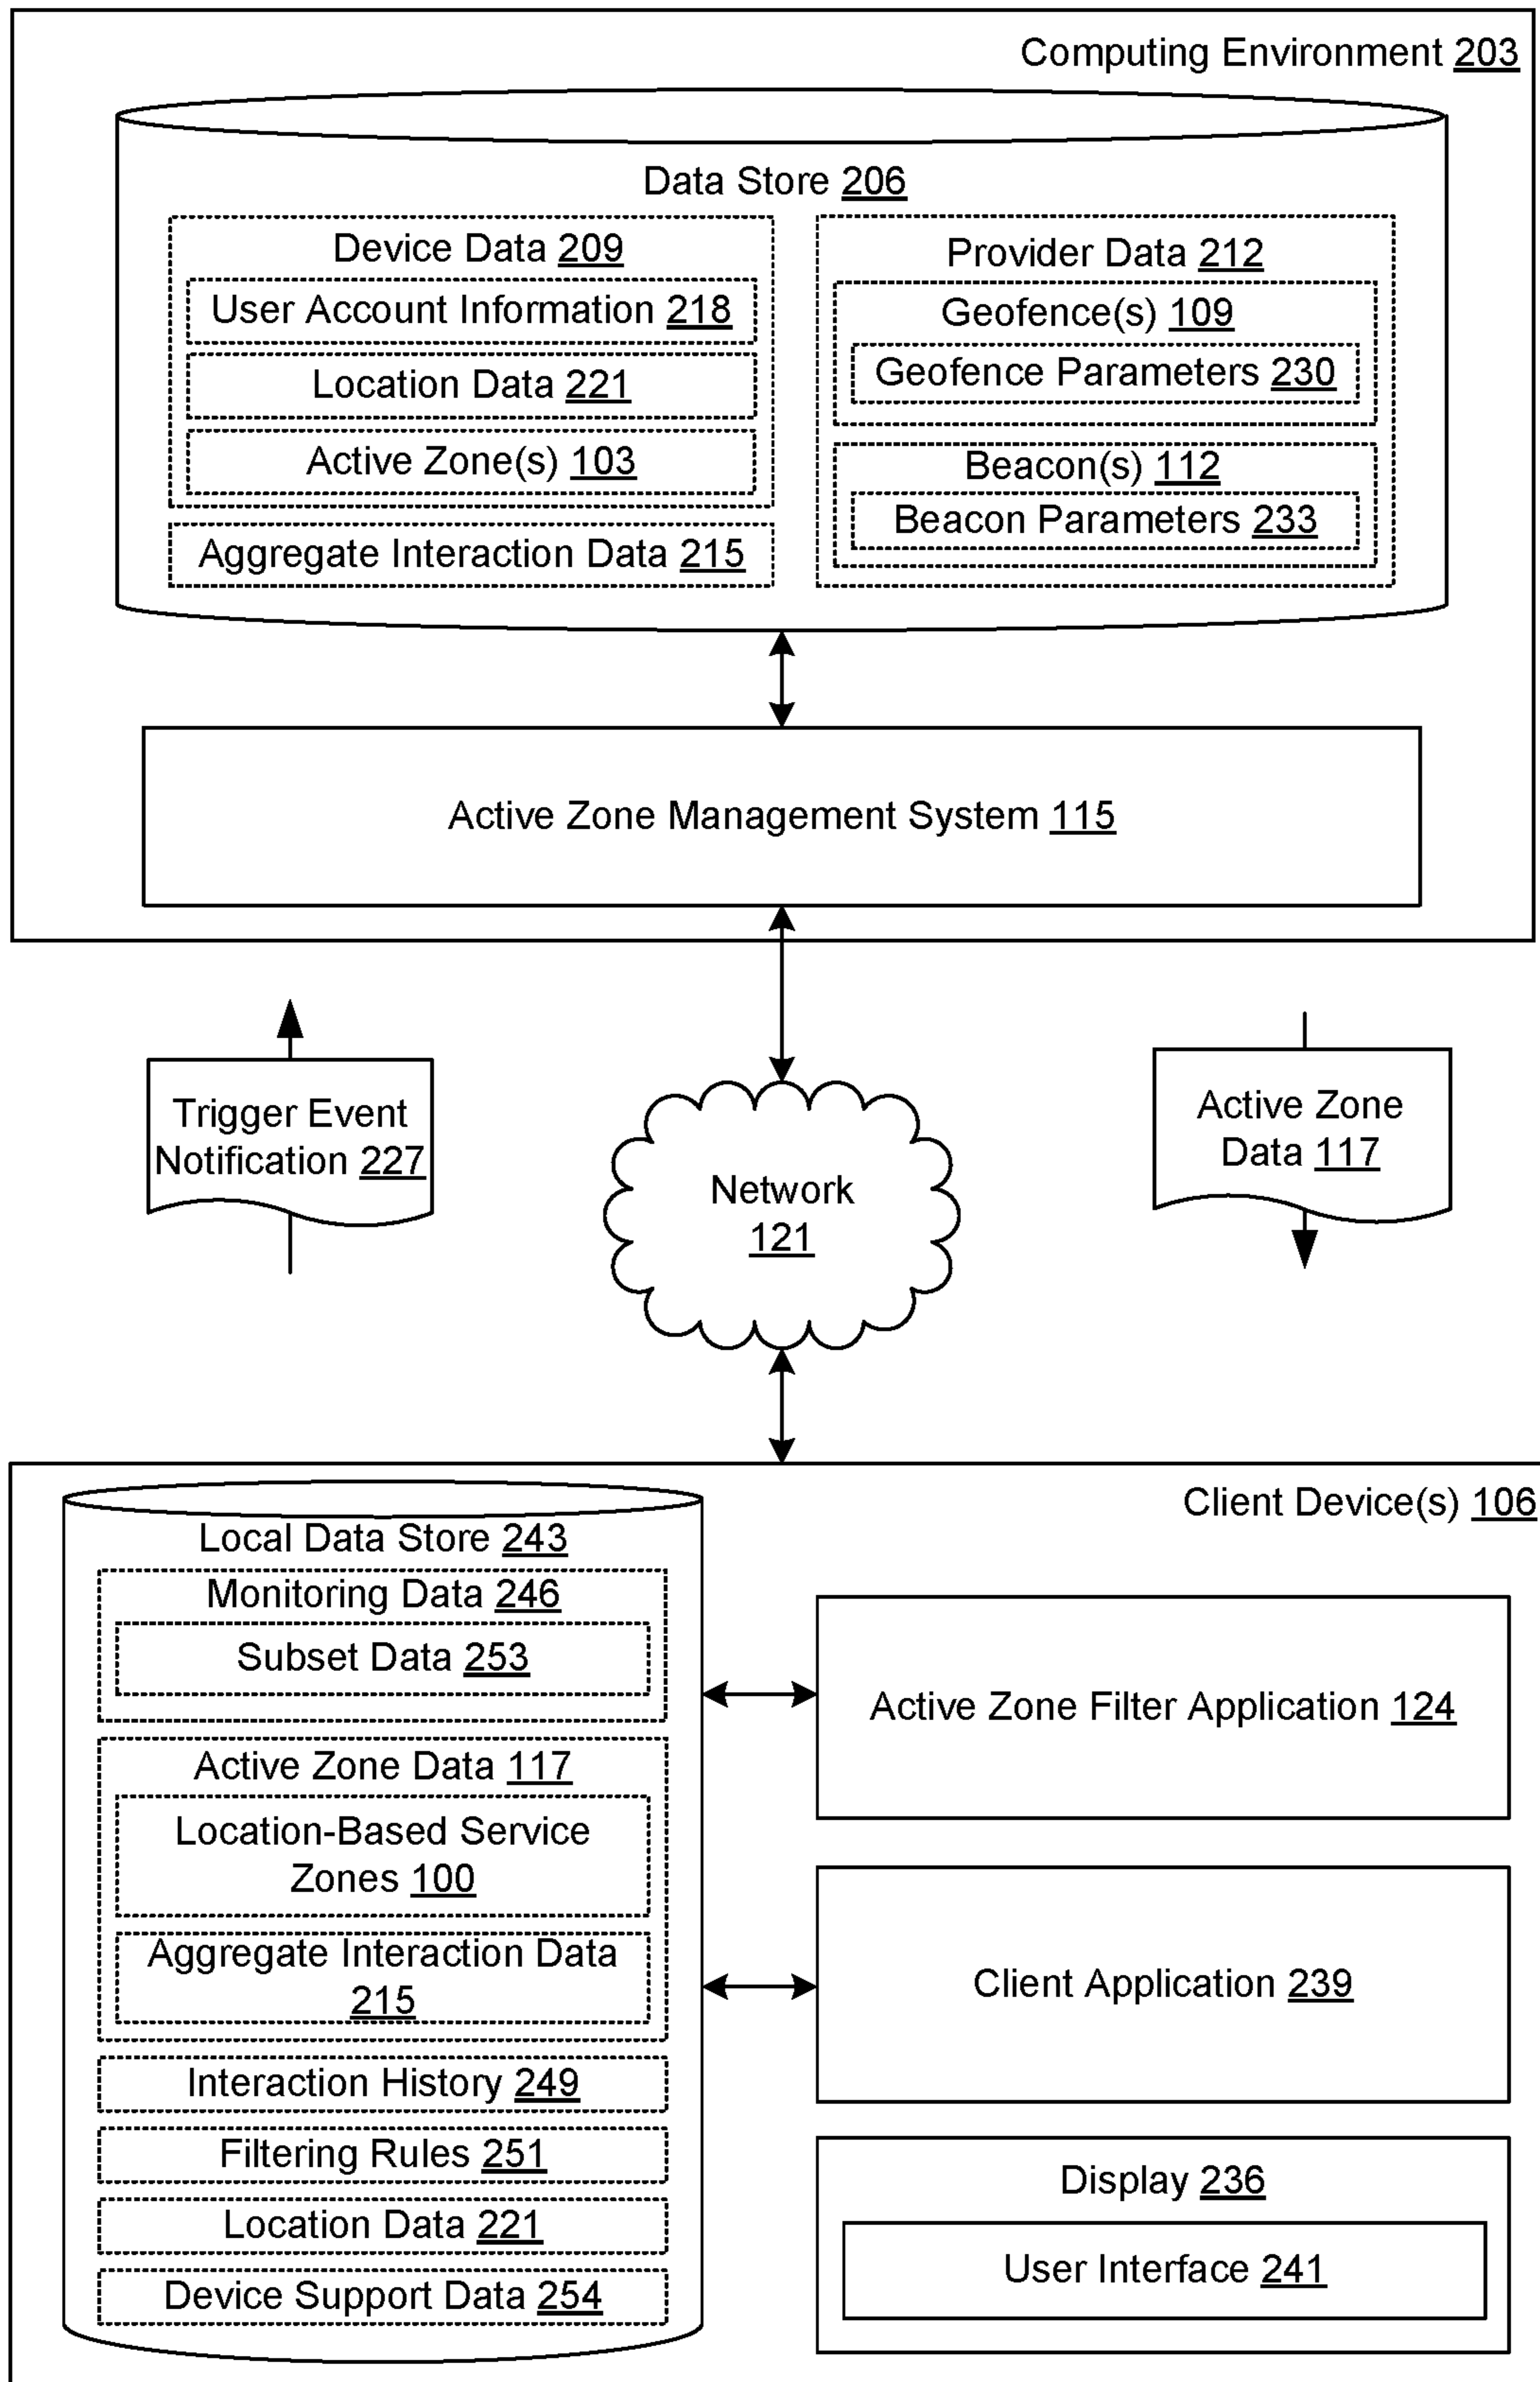 Computing Environment 203
Data Store 206
Device Data 209
User Account Information 218
Location Data 221
Active Zone(s) 103
Aggregate Interaction Data 215
Provider Data 212
Geofence(s) 109
Geofence Parameters 230
Beacon(s) 112
Beacon Parameters 233
Active Zone Management System 115
Trigger Event
Notification 227
Network
121
Active Zone
Data 117
Client Device(s) 106
Local Data Store 243
Monitoring Data 246
Subset Data 253
Active Zone Data 117
Location-Based Service
Zones 100
Aggregate Interaction Data
215
Interaction History 249
Filtering Rules 251
Location Data 221
Device Support Data 254
Active Zone Filter Application 124
Client Application 239
Display 236
User Interface 241